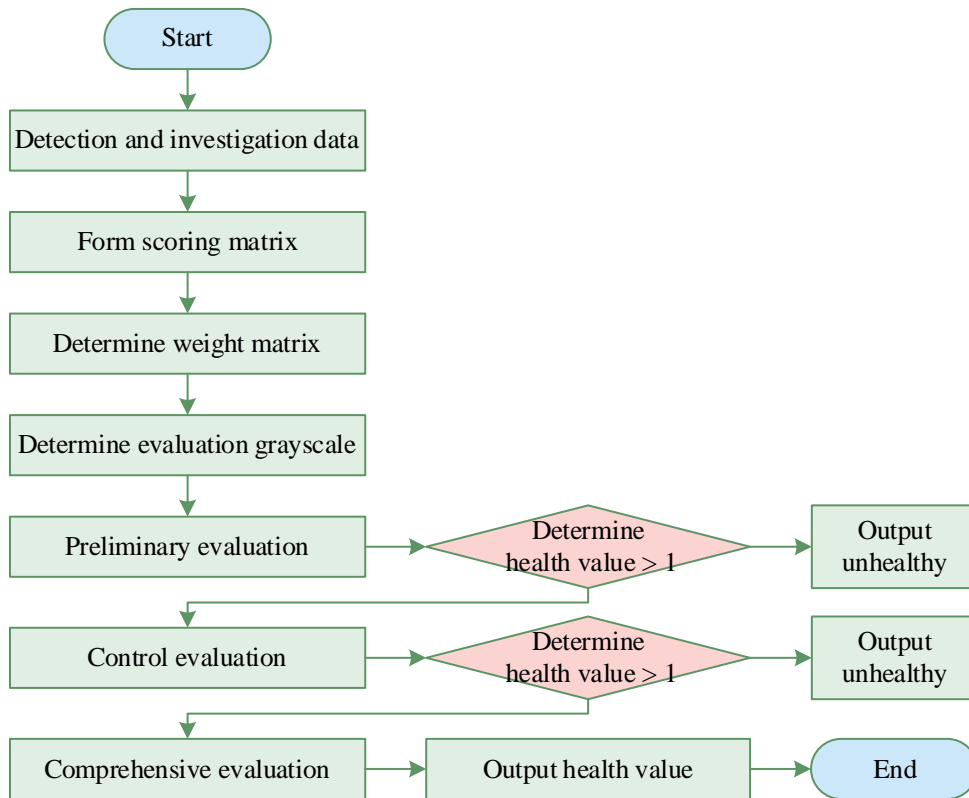 Start
Detection and investigation data
Form scoring matrix
Determine weight matrix
Determine evaluation grayscale
Preliminary evaluation
Determine
health value > 1
Output
unhealthy
Control evaluation
Determine
health value > 1
Output
unhealthy
Comprehensive evaluation
Output health value
End